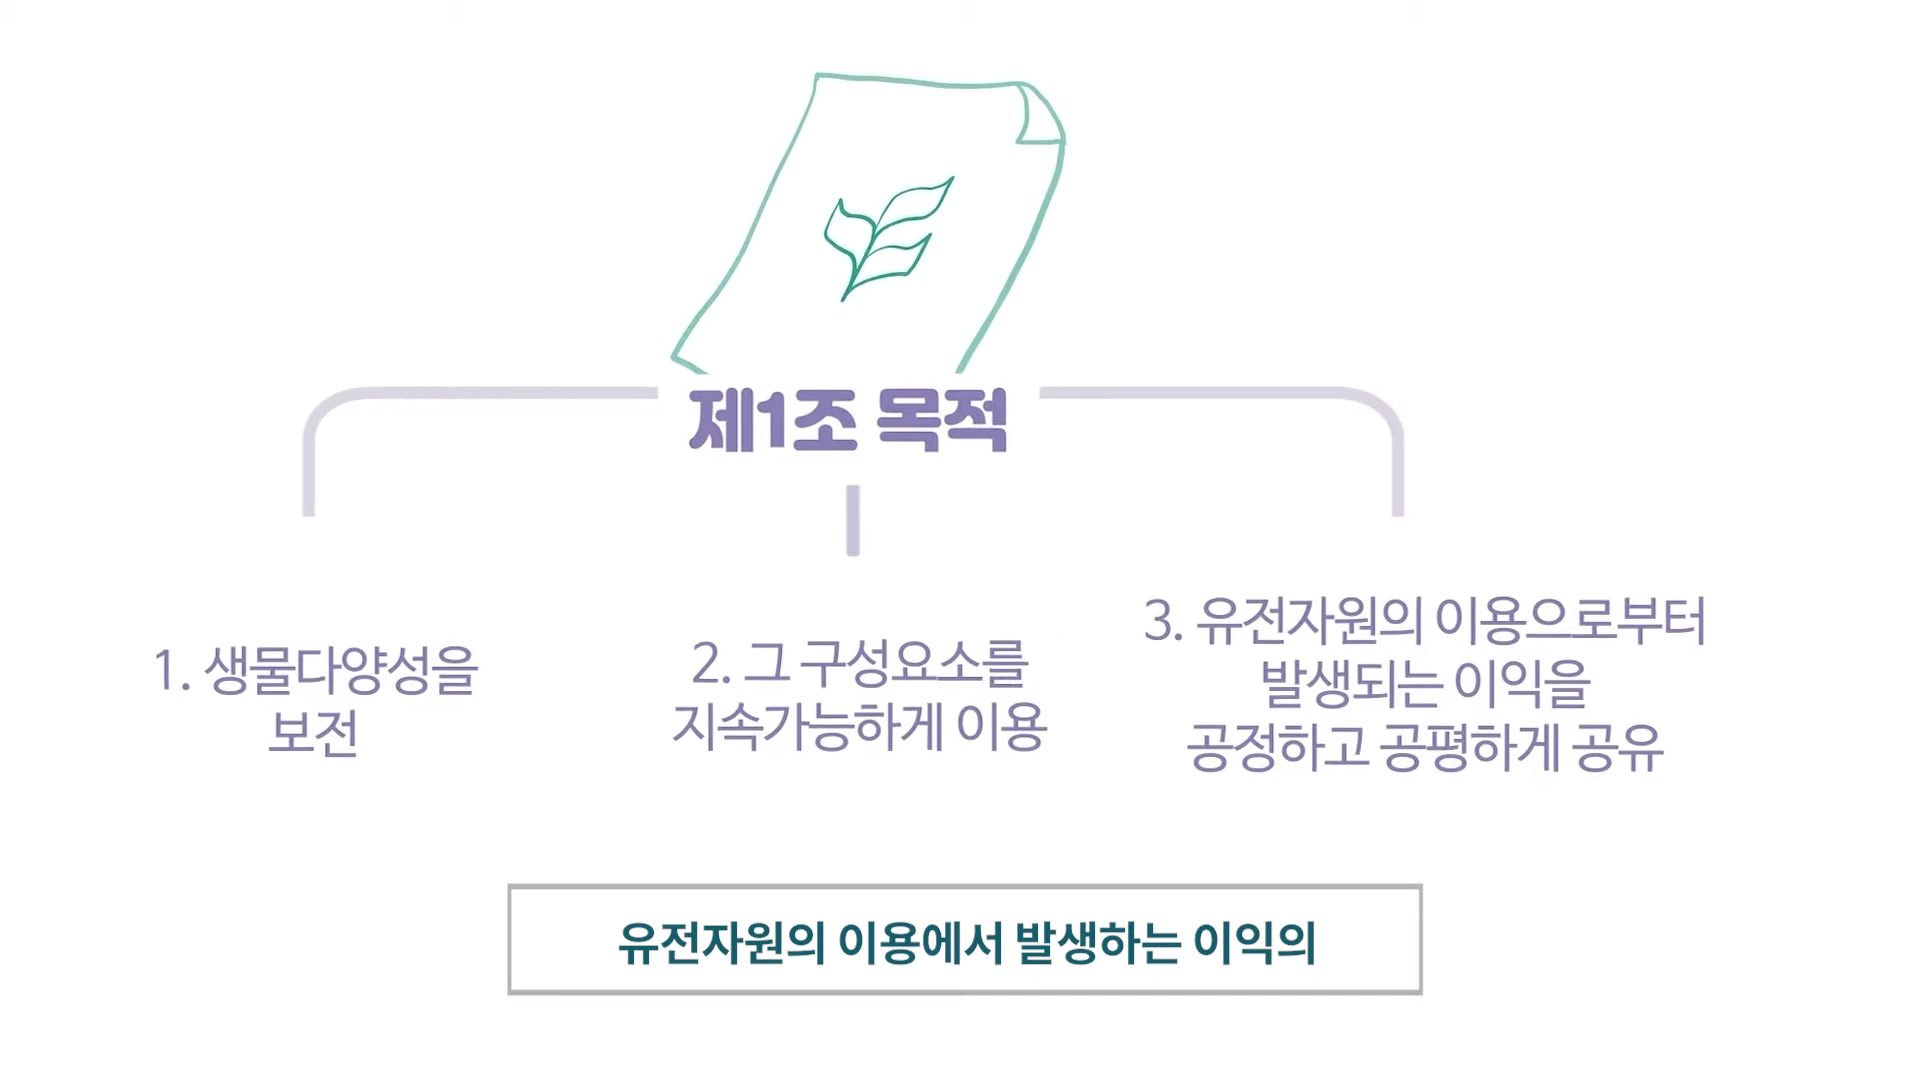 제1조 목적
1. 생물다양성을
보전
2. 그 구성요소를
지속가능하게 이용
3. 유전자원의 이용으로부터
발생되는 이익을
공정하고 공평하게 공유
유전자원의 이용에서 발생하는 이익의